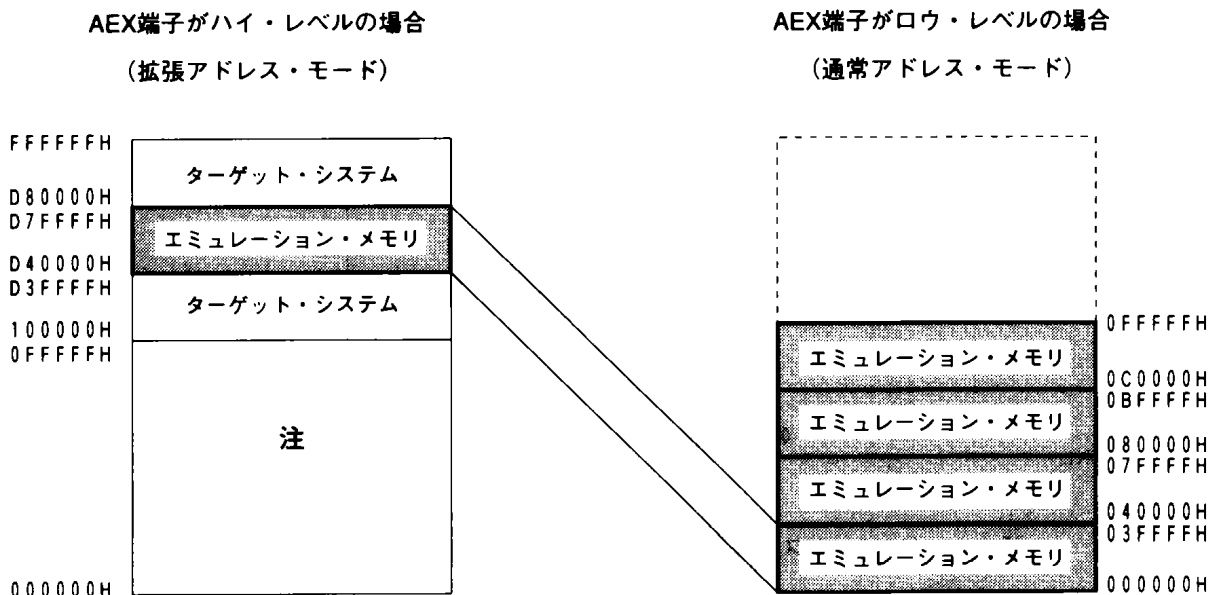 AEX端子がハイ・レベルの場合
(拡張アドレス・モード)
FFFFFFH
ターゲット・システム
D80000H
D7FFFFH
エミュレーション・メモリ
D40000H
D3FFFFH
ターゲット・システム
100000H
0FFFFFH
注
000000H
AEX端子がロウ・レベルの場合
(通常アドレス・モード)
0FFFFFH
エミュレーション・メモリ
0C0000H
0BFFFFH
エミュレーション・メモリ
080000H
07FFFFH
エミュレーション・メモリ
040000H
03FFFFH
エミュレーション・メモリ
000000H